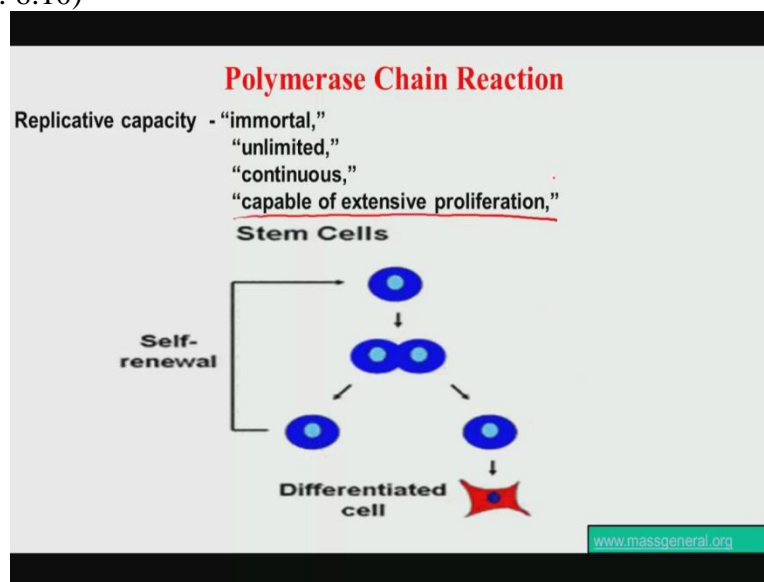 Polymerase Chain Reaction
Replicative capacity - “immortal,”
“unlimited,”
“continuous,”
“capable of extensive proliferation,”
Stem Cells
Self-
renewal
Differentiated
cell
www.massgeneral.org